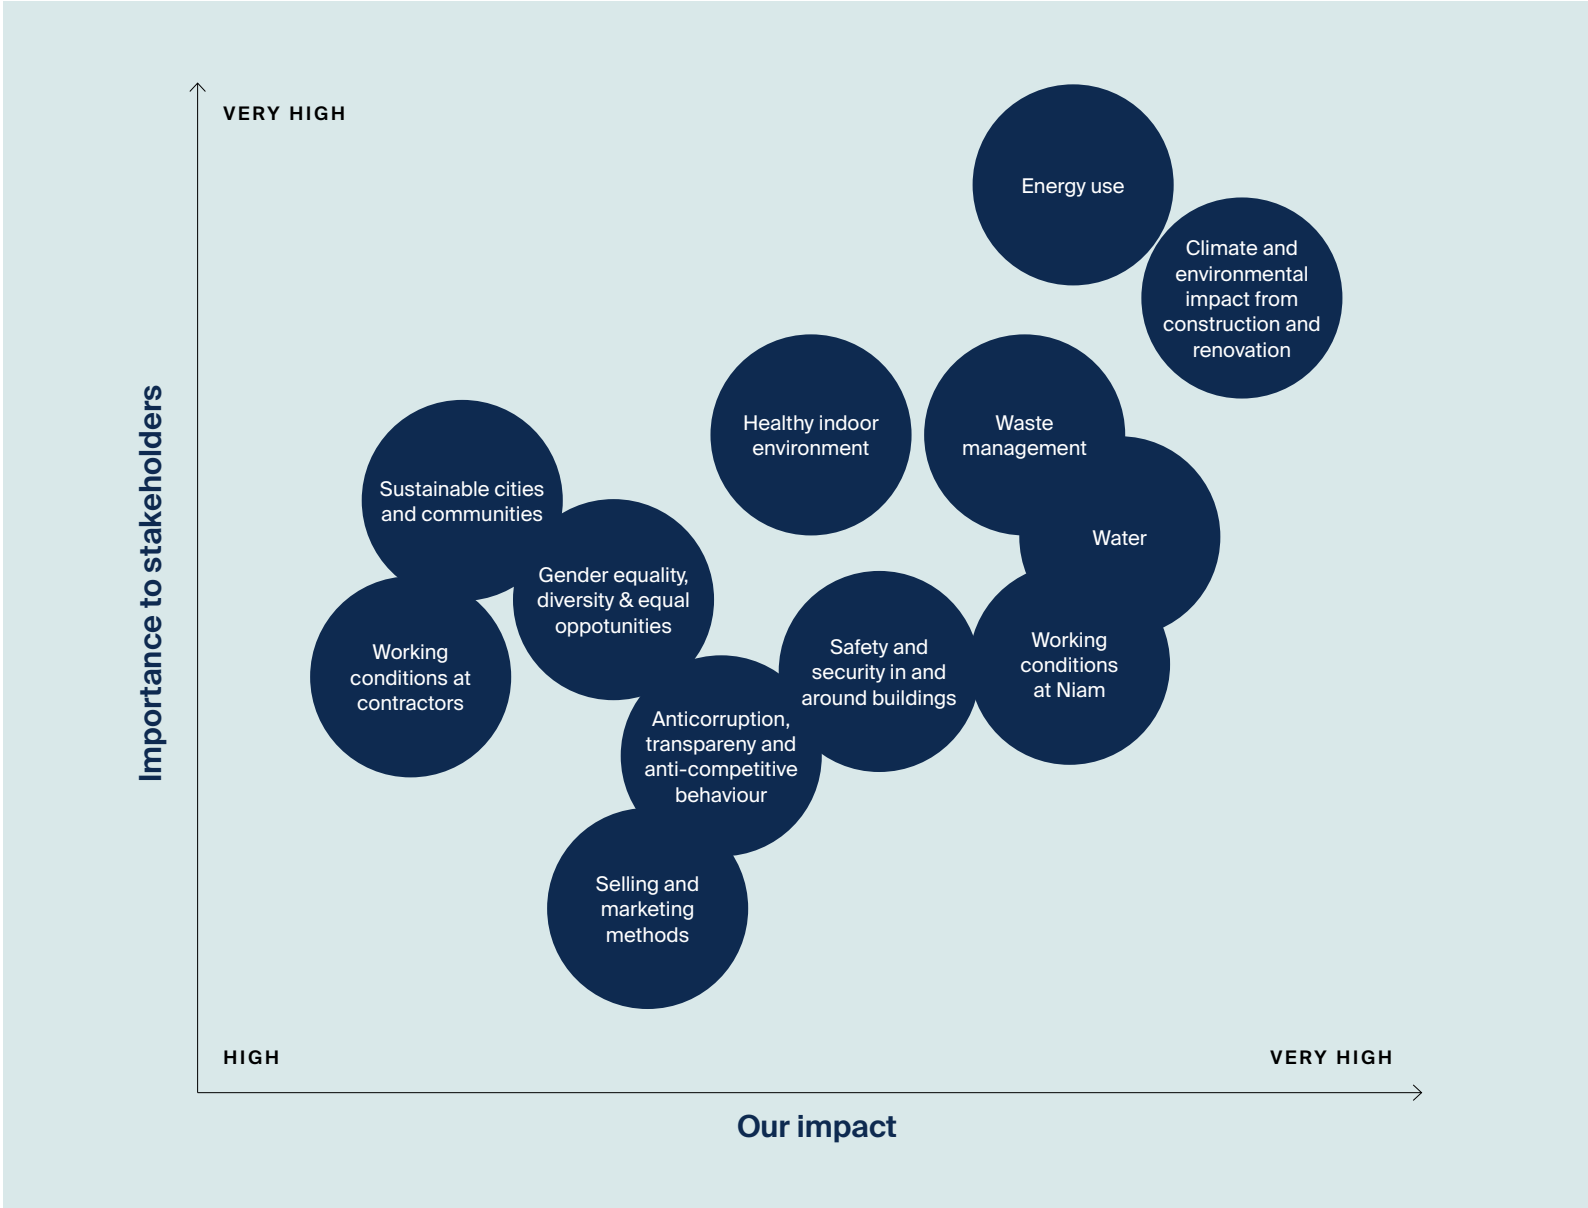 VERY HIGH
Energy use
Climate and
environmental
impact from
construction and
renovation
Healthy indoor
environment
Waste
management
Sustainable cities
and communities
Water
Gender equality,
diversity & equal
oppotunities
Working
conditions at
contractors
Safety and
security in and
around buildings
Working
conditions
at Niam
Anticorruption,
transpareny and
anti-competitive
behaviour
Selling and
marketing
methods
Importance to stakeholders
HIGH
VERY HIGH
Our impact